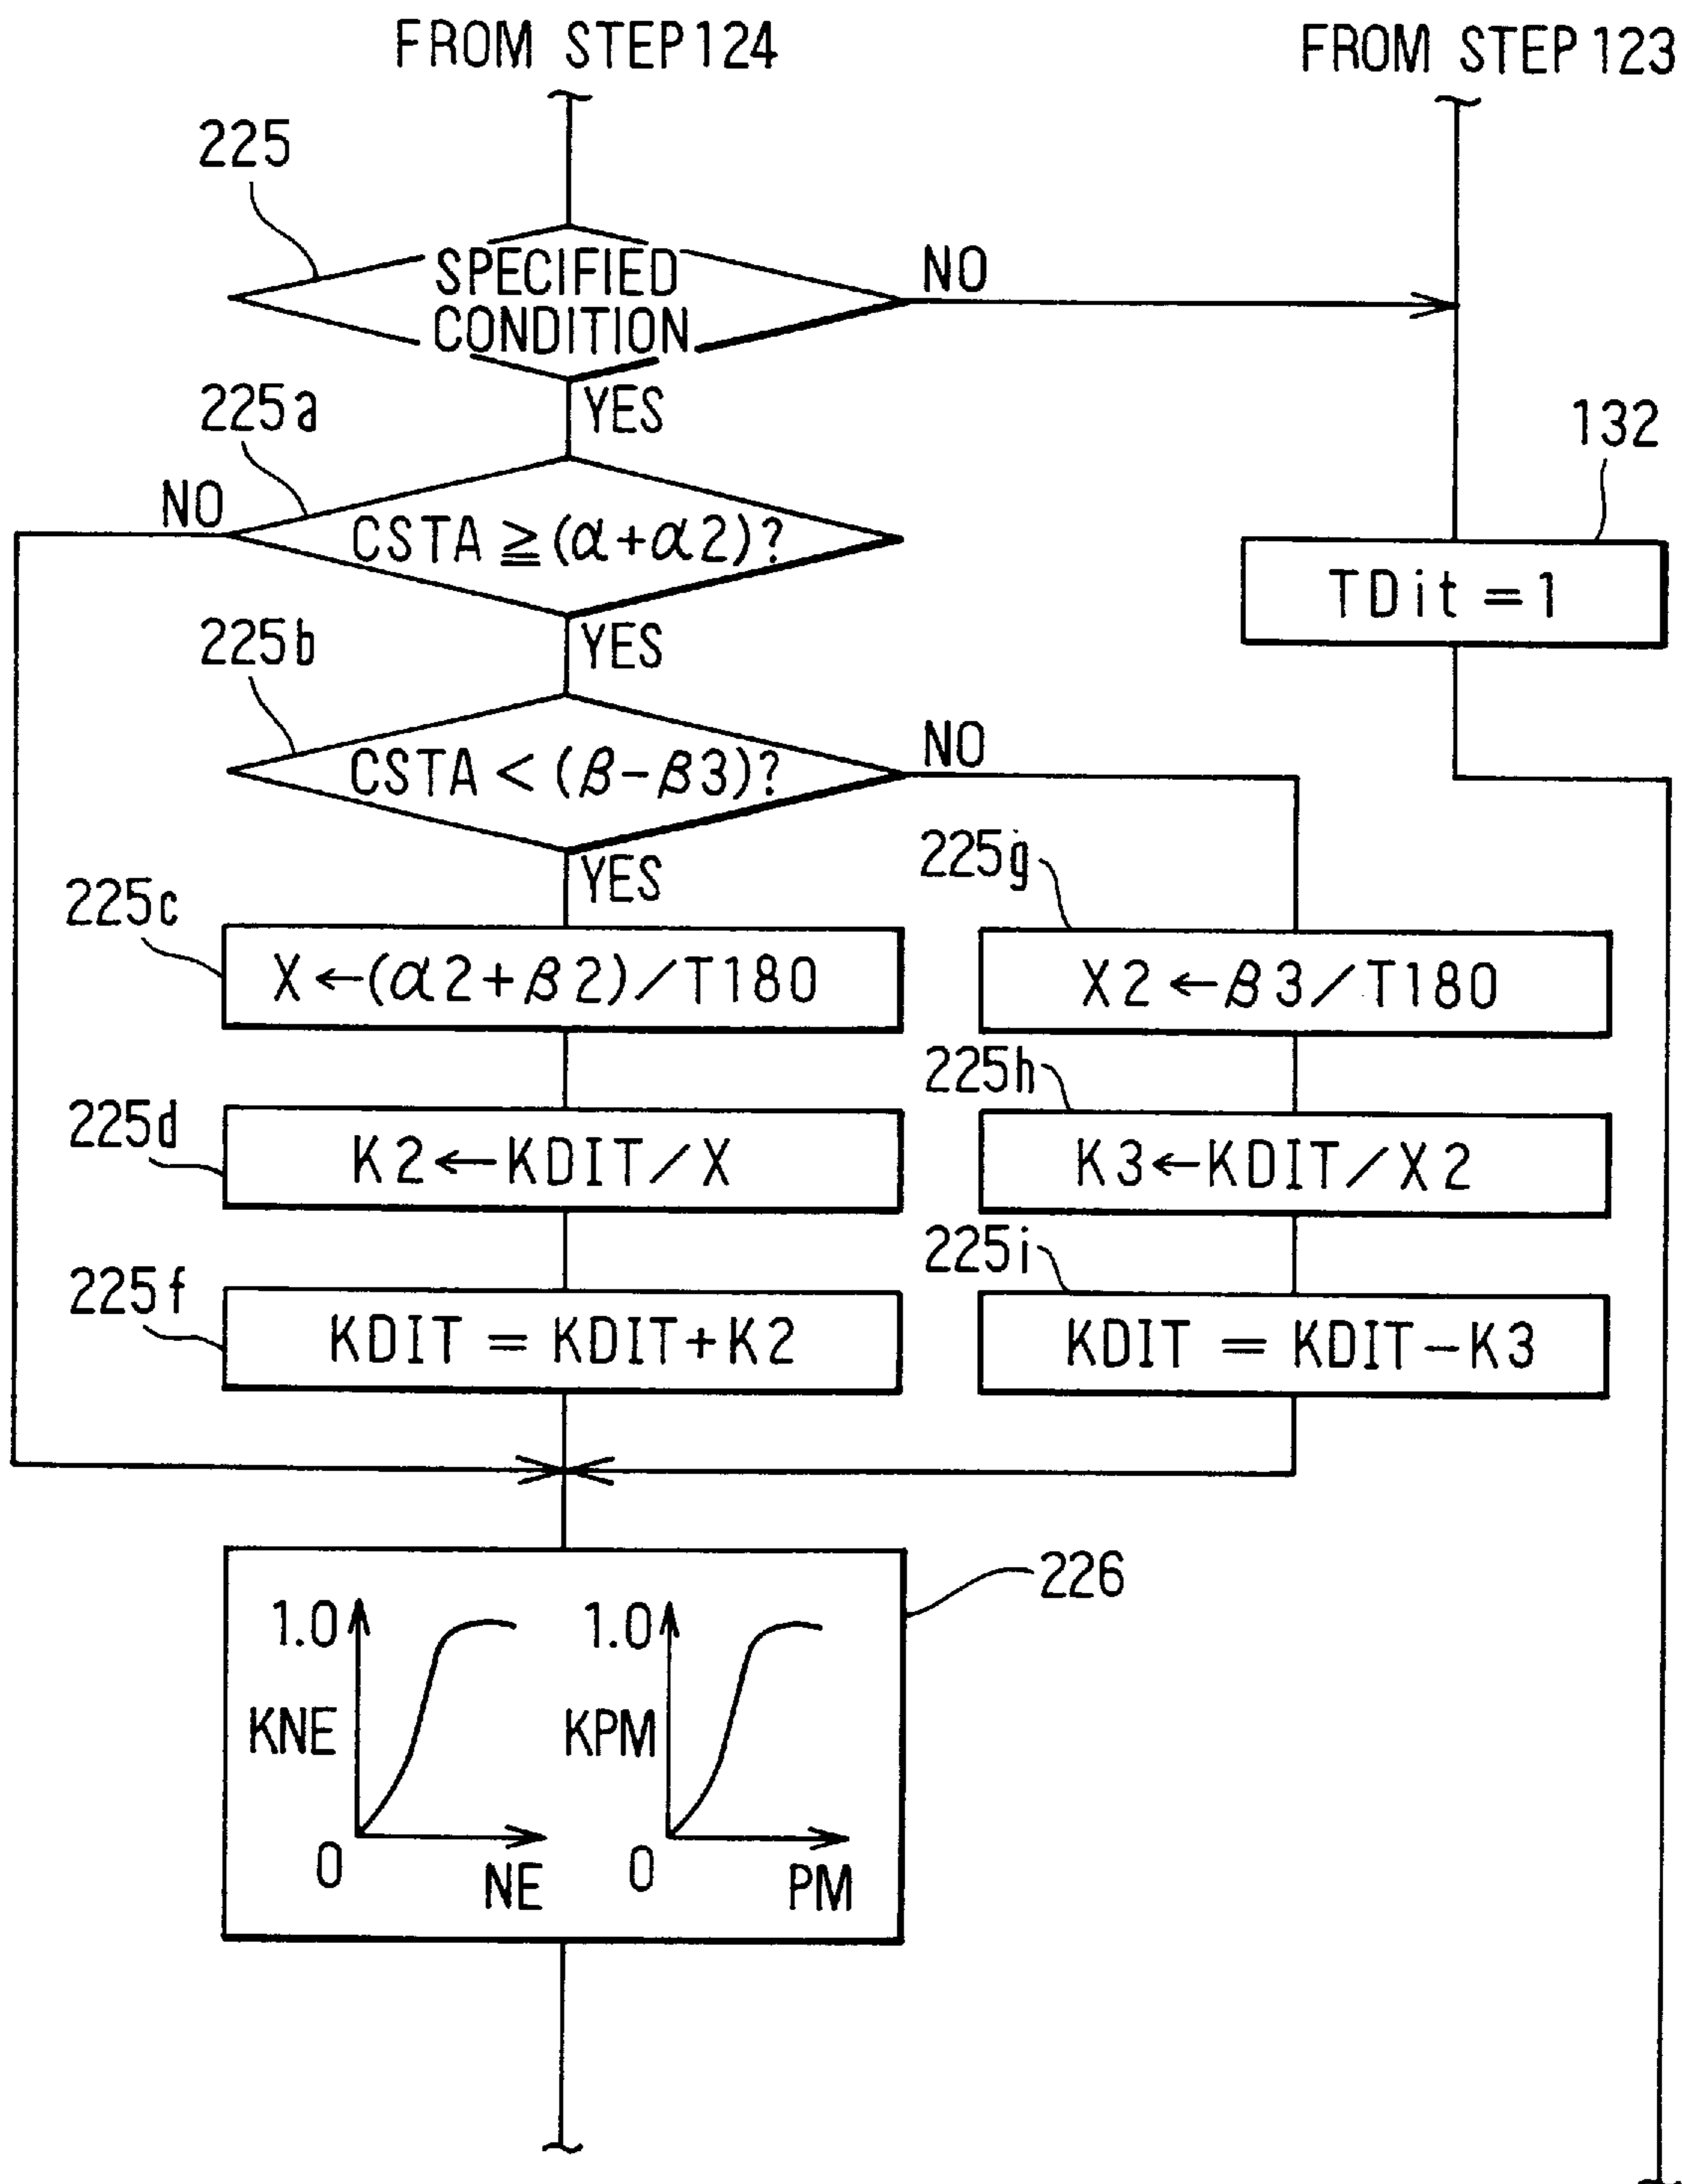 FROM STEP124
FROM STEP 123
225
SPECIFIED
CONDITION
NO
YES
225a
132
NO
CSTA ≧ (α+α2)?
TDit = 1
YES
225b
NO
CSTA < (β-β3)?
YES
225g
225c
X←(α2+β2)/T180
X2←β3/T180
225h
225d
K2←KDIT/X
K3←KDIT/X2
225i
225f
KDIT = KDIT+K2
KDIT = KDIT-K3
226
1.0
KNE
0
NE
1.0
KPM
0
PM